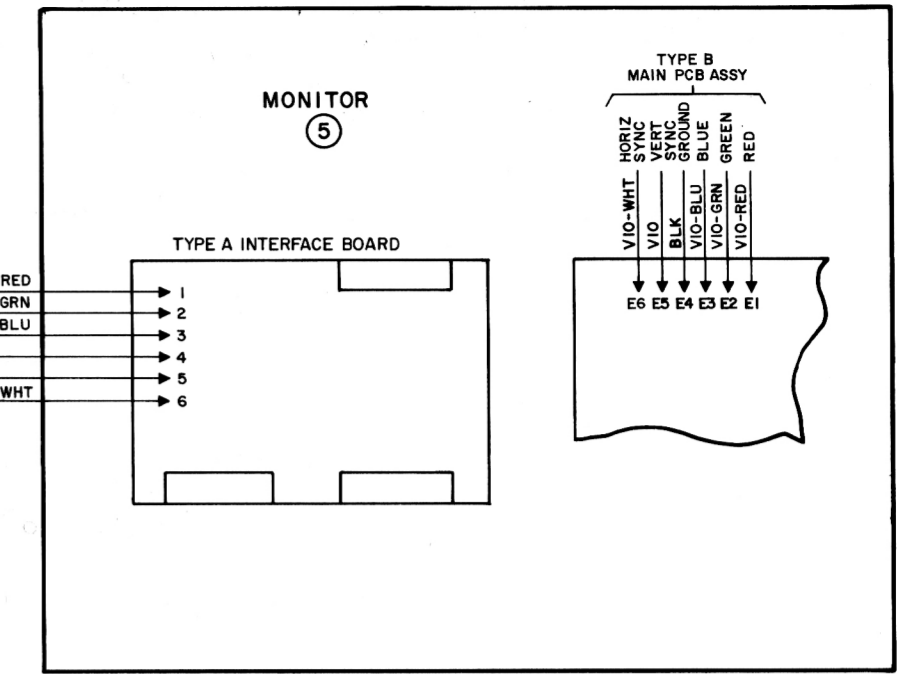 MONITOR
5
TYPE B
MAIN PCB ASSY
HORIZ
SYNC
VERT
SYNC
GROUND
BLUE
GREEN
RED
VIO-WHT
VIO
BLK
VIO-BLU
VIO-GRN
VIO-RED
E6 E5 E4 E3 E2 E1
TYPE A INTERFACE BOARD
RED 1
GRN 2
BLU 3
4
5
WHT 6